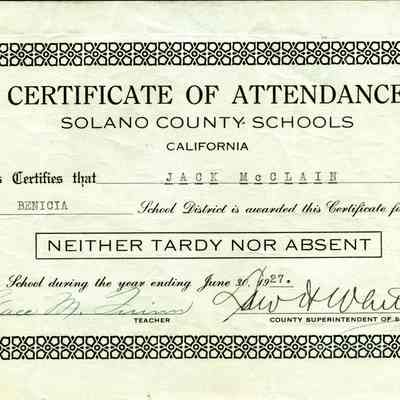 CERTIFICATE OF ATTENDANCE
SOLANO COUNTY SCHOOLS
CALIFORNIA
s Certifies that JACK McCLAIN
BENICIA School District is awarded this Certificate fo
NEITHER TARDY NOR ABSENT
School during the year ending June 30, 1927.
M. Quinn
TEACHER
COUNTY SUPERINTENDENT OF S